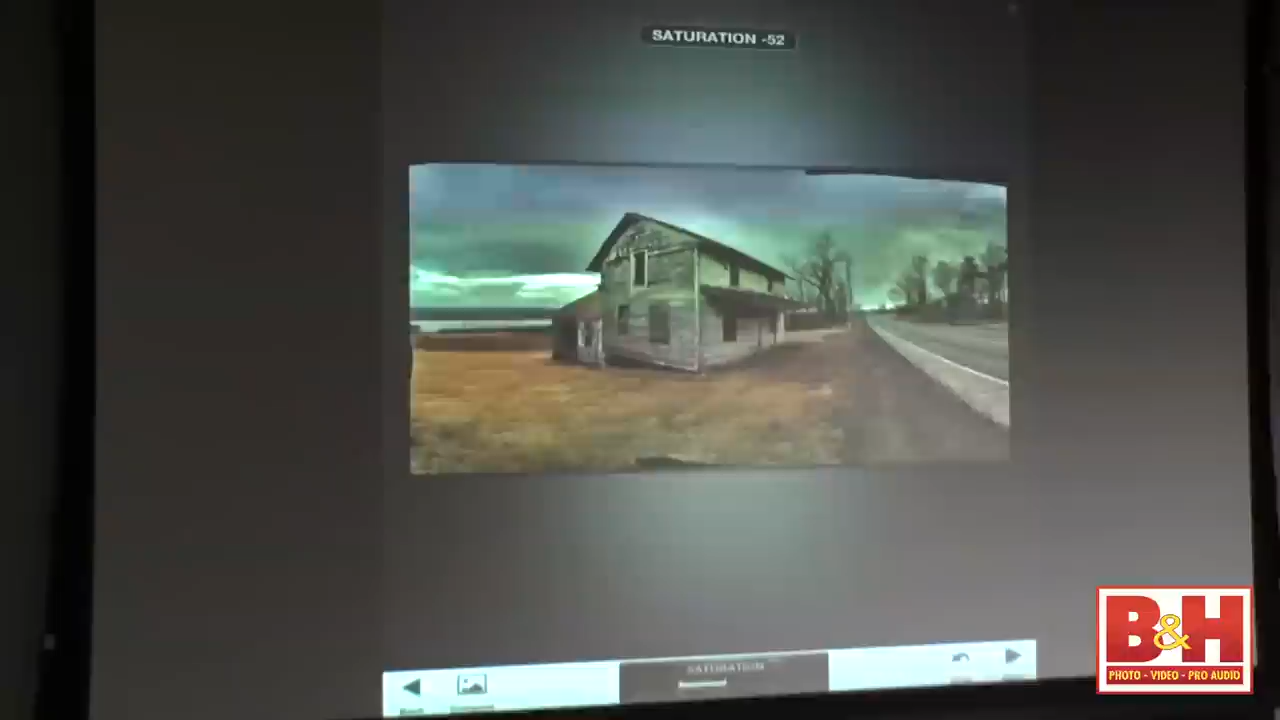 SATURATION -52
SATURATION
B&H
PHOTO - VIDEO - PRO AUDIO